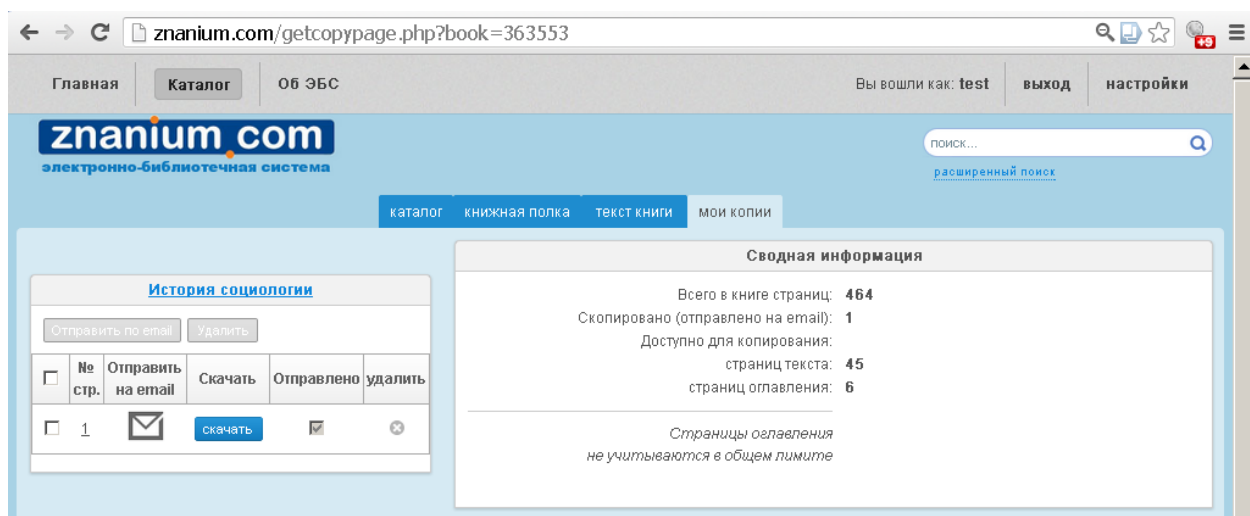 znanium.com/getcopypage.php?book=363553
+9
Главная Каталог Об ЭБС Вы вошли как: test выход настройки
znanium.com
электронно-библиотечная система
поиск...
расширенный поиск
каталог книжная полка текст книги мои копии
История социологии
Отправить по email Удалить
№ стр. Отправить на email Скачать Отправлено удалить
1 скачать
Сводная информация
Всего в книге страниц: 464
Скопировано (отправлено на email): 1
Доступно для копирования:
страниц текста: 45
страниц оглавления: 6
Страницы оглавления
не учитываются в общем лимите